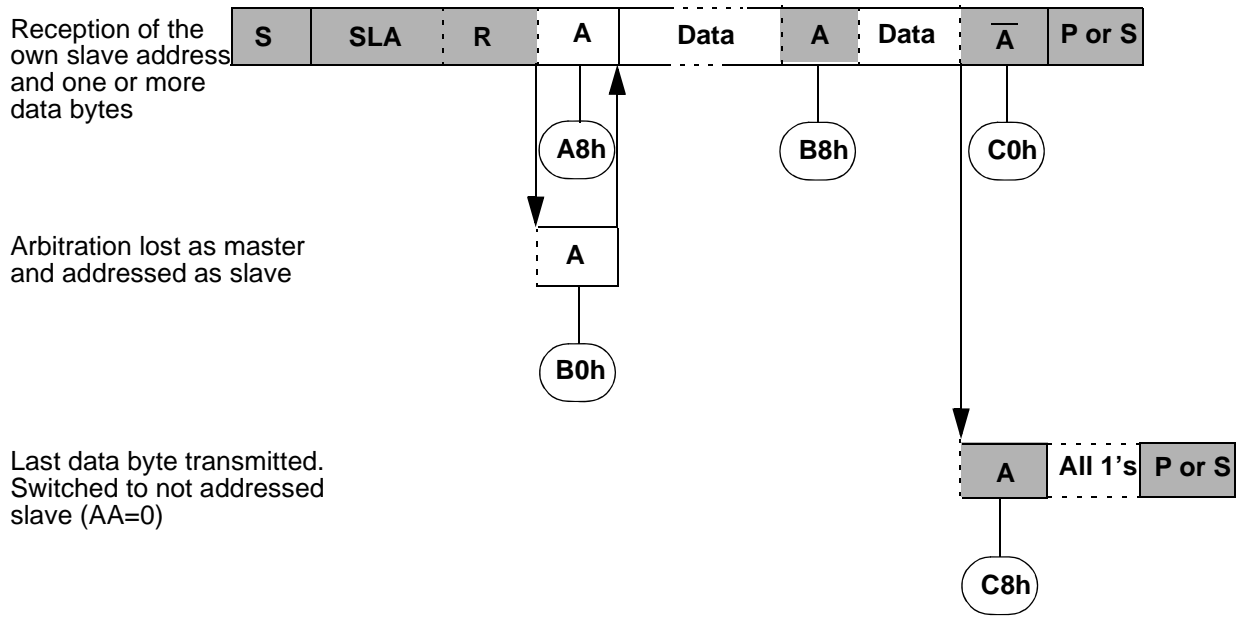 Reception of the
own slave address
and one or more
data bytes
S SLA R A Data A Data A̅ P or S
A8h B8h C0h
Arbitration lost as master
and addressed as slave
A
B0h
Last data byte transmitted.
Switched to not addressed
slave (AA=0)
A All 1's P or S
C8h